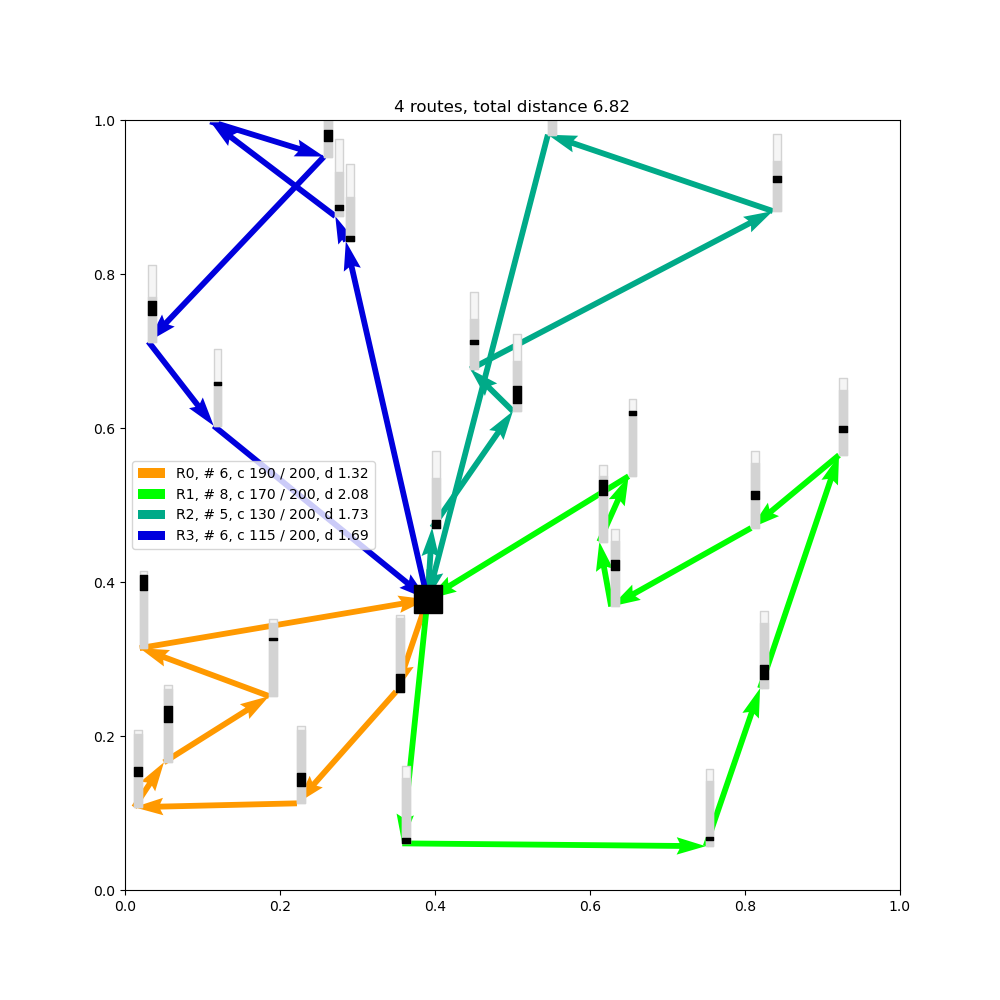 4 routes, total distance 6.82
1.0
0.8
0.6
0.4
0.2
0.0
R0, # 6, c 190 / 200, d 1.32
R1, # 8, c 170 / 200, d 2.08
R2, # 5, c 130 / 200, d 1.73
R3, # 6, c 115 / 200, d 1.69
0.0 0.2 0.4 0.6 0.8 1.0